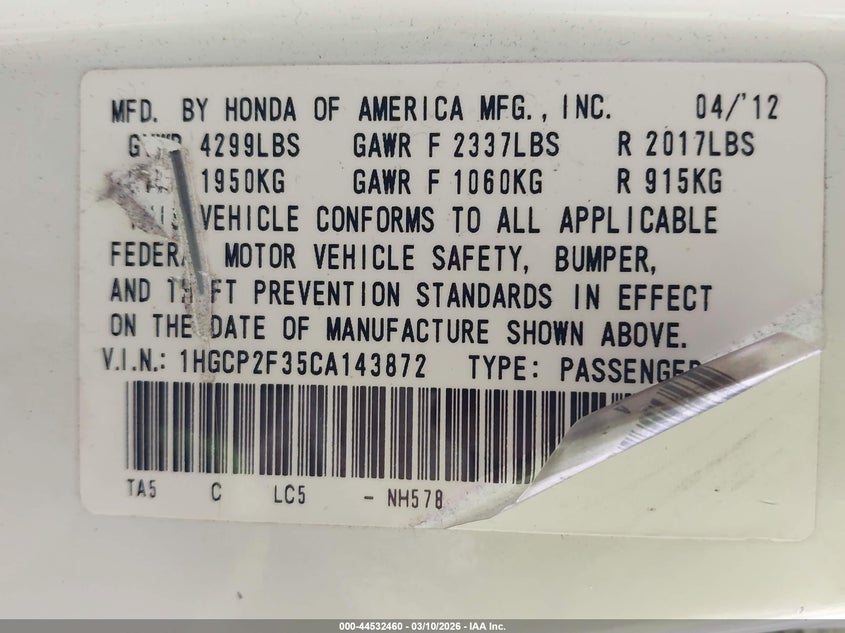 MFD. BY HONDA OF AMERICA MFG., INC. 04/'12
4299LBS GAWR F 2337LBS R 2017LBS
1950KG GAWR F 1060KG R 915KG
VEHICLE CONFORMS TO ALL APPLICABLE
MOTOR VEHICLE SAFETY, BUMPER,
AND PREVENTION STANDARDS IN EFFECT
ON THE DATE OF MANUFACTURE SHOWN ABOVE.
V.I.N.: 1HGCP2F35CA143872 TYPE: PASSENGER
TA5 C LC5 - NH578
000-44532460 - 03/10/2026 - IAA Inc.